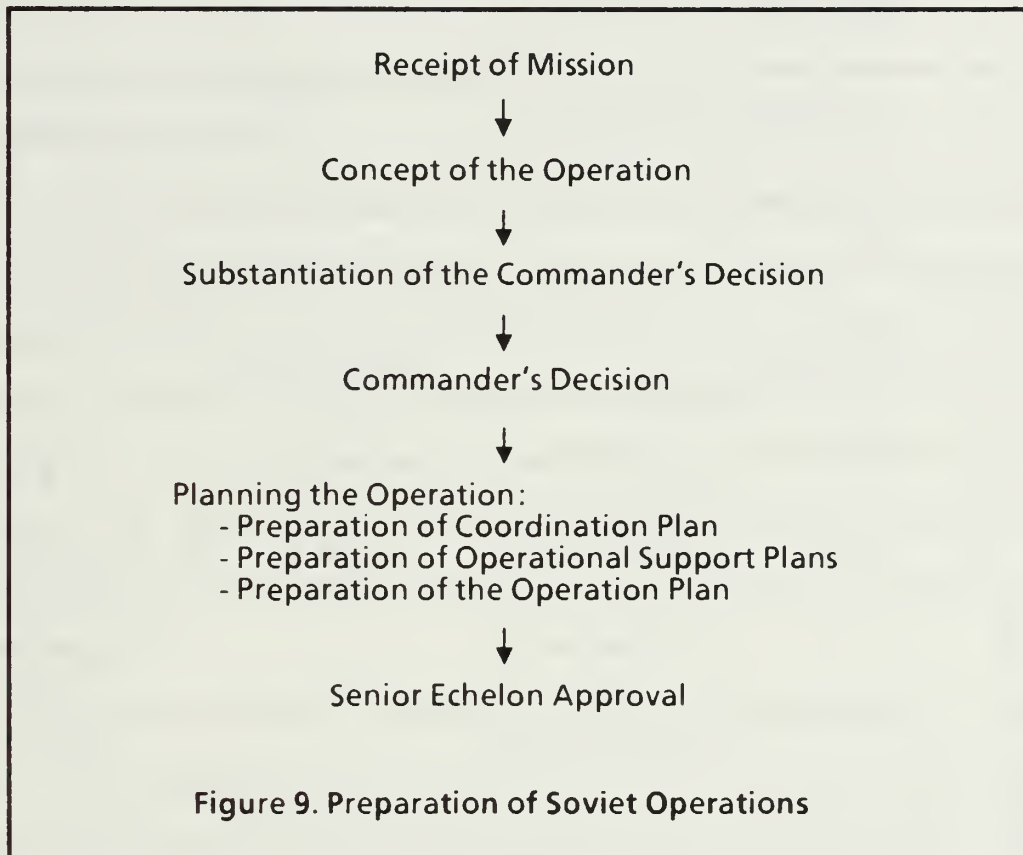 Receipt of Mission
Concept of the Operation
Substantiation of the Commander's Decision
Commander's Decision
Planning the Operation:
- Preparation of Coordination Plan
- Preparation of Operational Support Plans
- Preparation of the Operation Plan
Senior Echelon Approval
Figure 9. Preparation of Soviet Operations